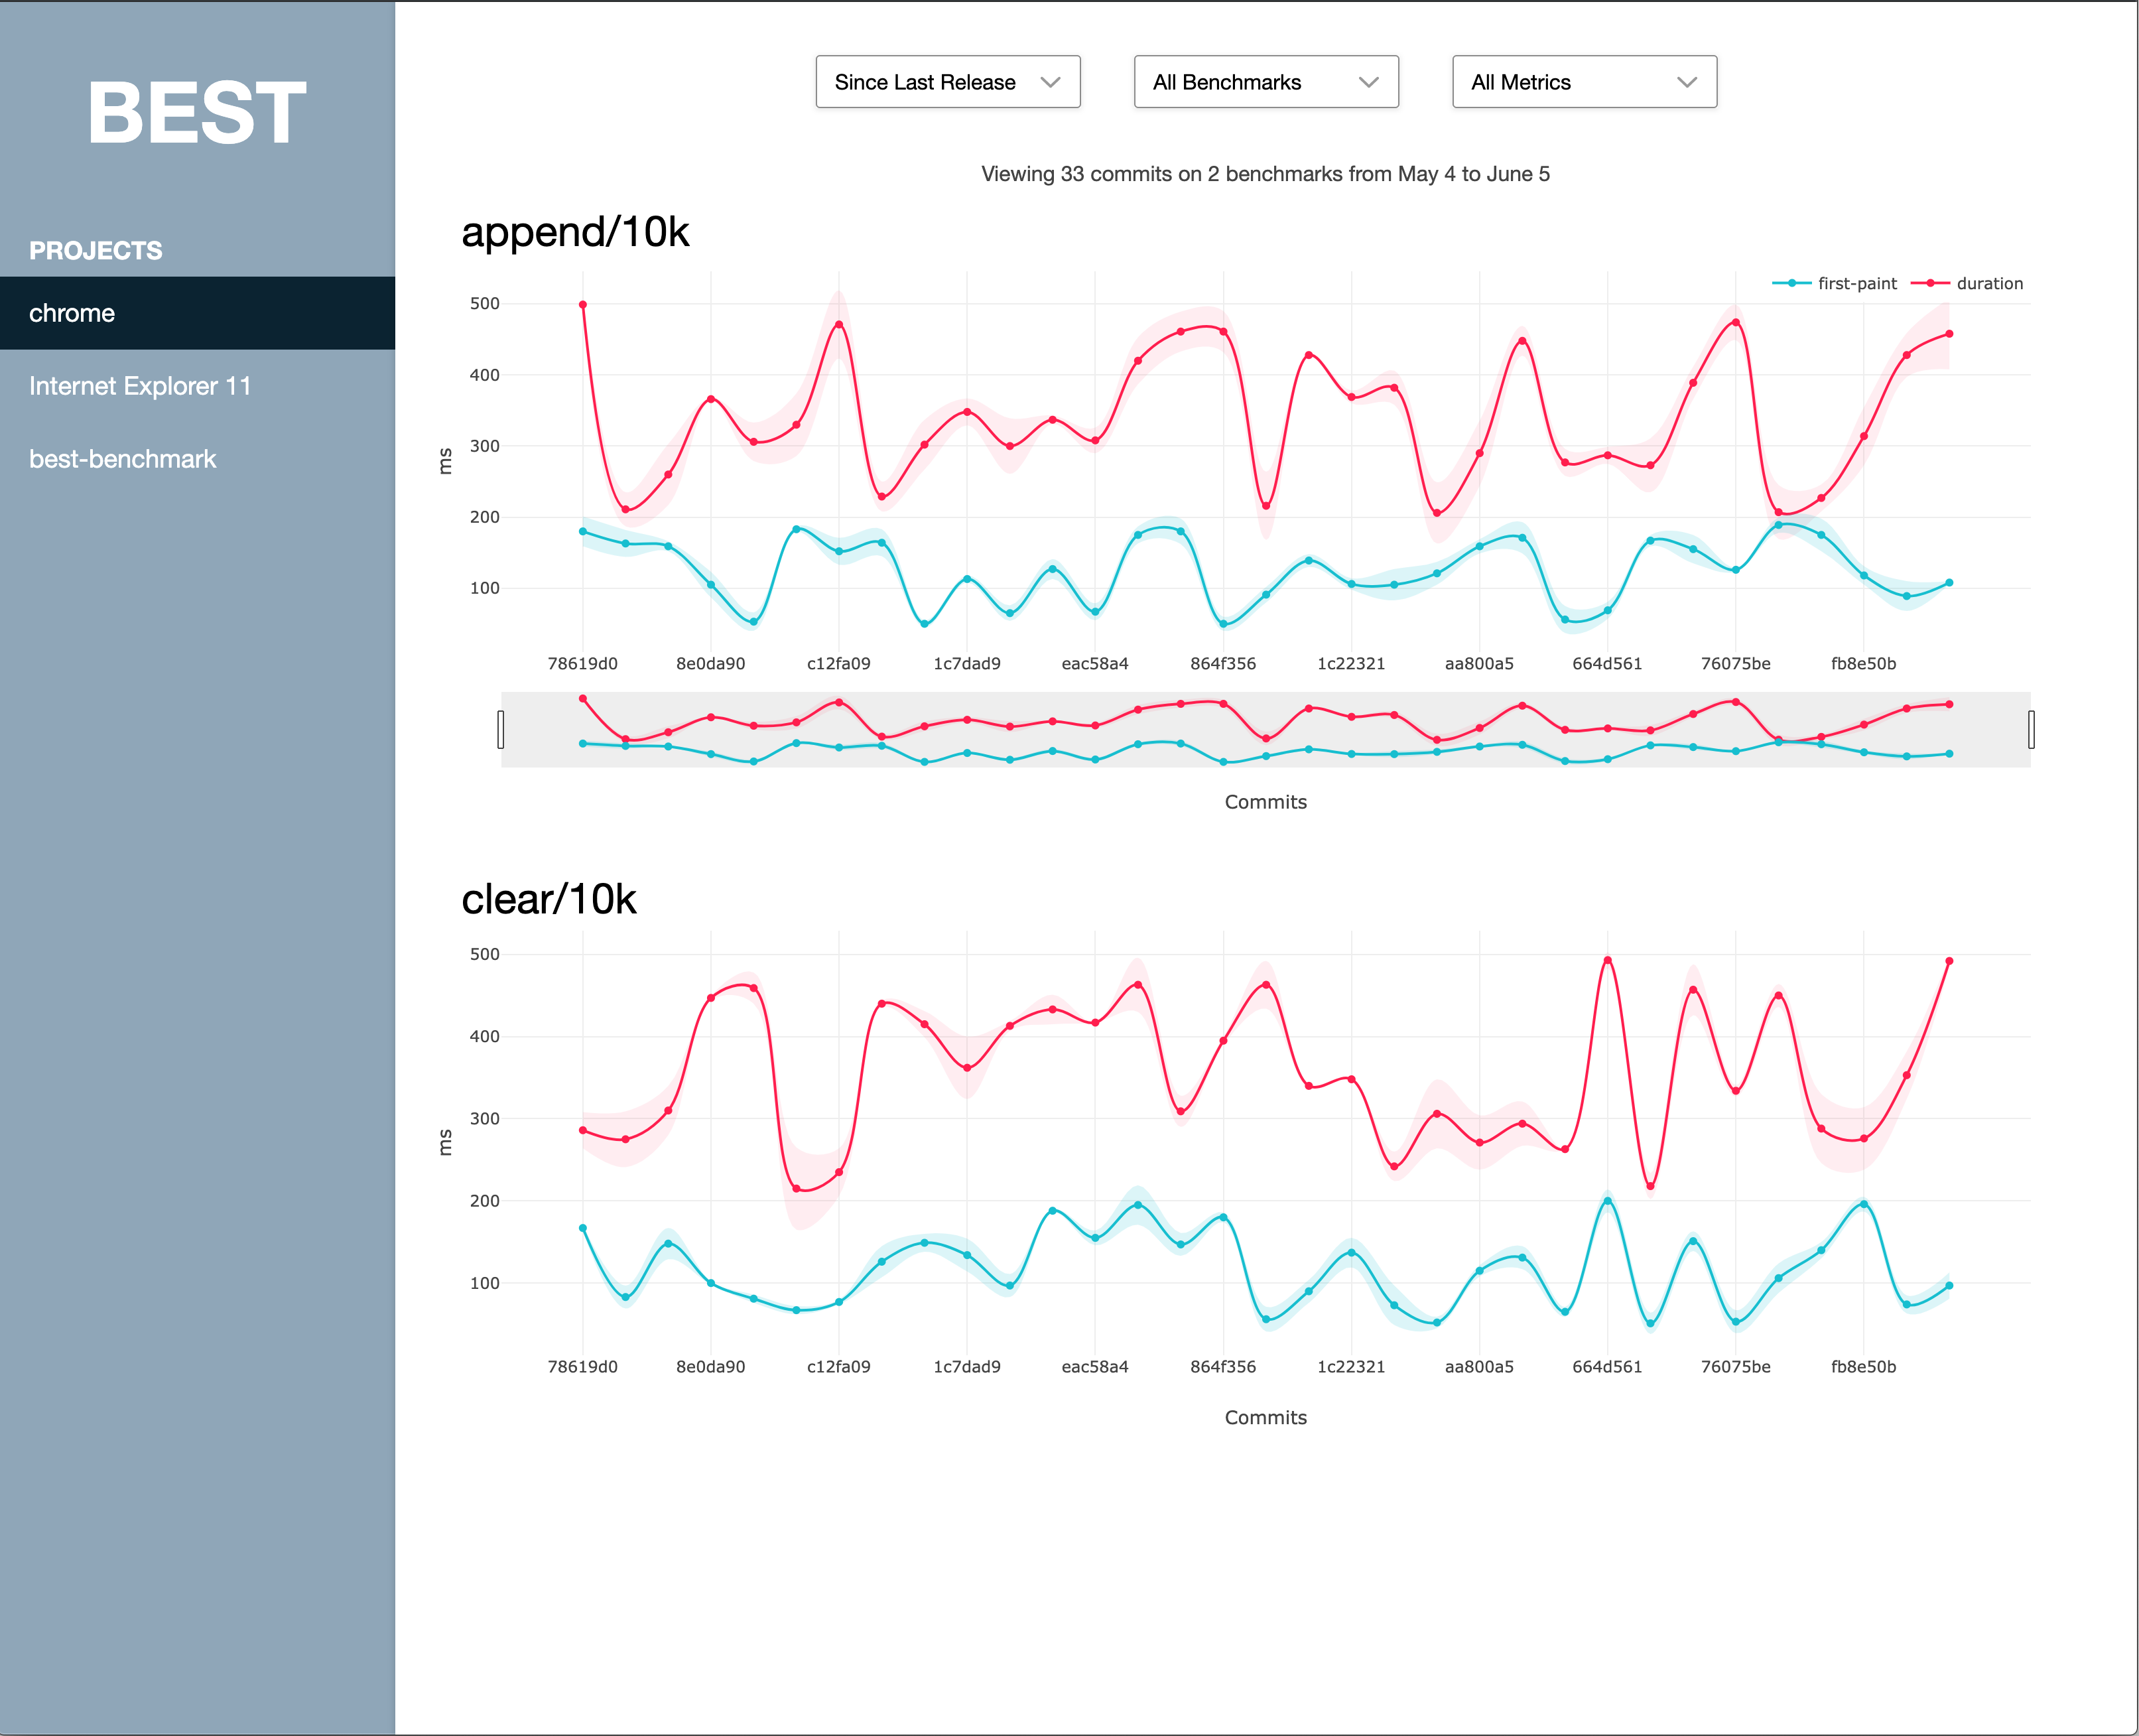 BEST
PROJECTS
chrome
Internet Explorer 11
best-benchmark
Since Last Release
All Benchmarks
All Metrics
Viewing 33 commits on 2 benchmarks from May 4 to June 5
append/10k
first-paint
duration
500
400
300
200
100
ms
78619d0 8e0da90 c12fa09 1c7dad9 eac58a4 864f356 1c22321 aa800a5 664d561 76075be fb8e50b
Commits
clear/10k
500
400
300
200
100
ms
78619d0 8e0da90 c12fa09 1c7dad9 eac58a4 864f356 1c22321 aa800a5 664d561 76075be fb8e50b
Commits